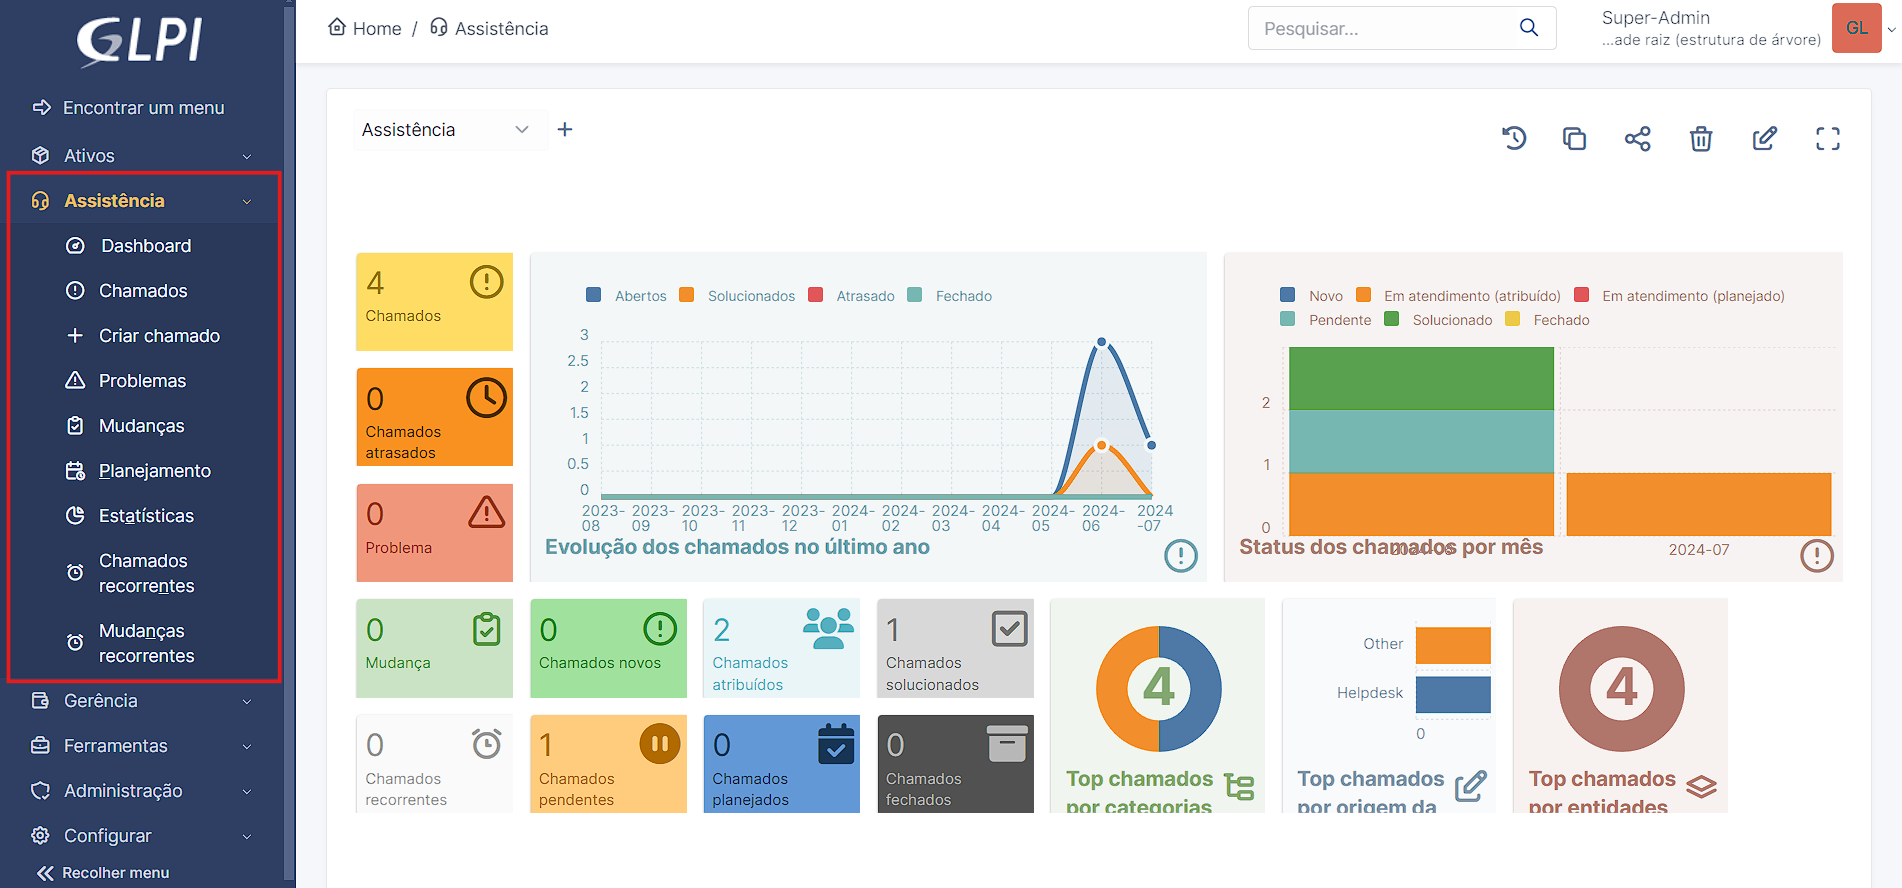 GLPI
Encontrar um menu
Ativos
Assistência
Dashboard
Chamados
Criar chamado
Problemas
Mudanças
Planejamento
Estatísticas
Chamados
recorrentes
Mudanças
recorrentes
Gerência
Ferramentas
Administração
Configurar
Recolher menu
Home / Assistência
Pesquisar...
Super-Admin
...ade raiz (estrutura de árvore)
GL
Assistência
4
Chamados
0
Chamados
atrasados
0
Problema
Abertos Solucionados Atrasado Fechado
3
2.5
2
1.5
1
0.5
0
2023-08 2023-09 2023-10 2023-11 2023-12 2024-01 2024-02 2024-03 2024-04 2024-05 2024-06 2024-07
Evolução dos chamados no último ano
Novo Em atendimento (atribuído) Em atendimento (planejado)
Pendente Solucionado Fechado
2
1
0
2024-07
Status dos chamados por mês
0
Mudança
0
Chamados novos
2
Chamados
atribuídos
1
Chamados
solucionados
0
Chamados
recorrentes
1
Chamados
pendentes
0
Chamados
planejados
0
Chamados
fechados
4
Top chamados
por categorias
Other
Helpdesk
0
Top chamados
por origem da
4
Top chamados
por entidades